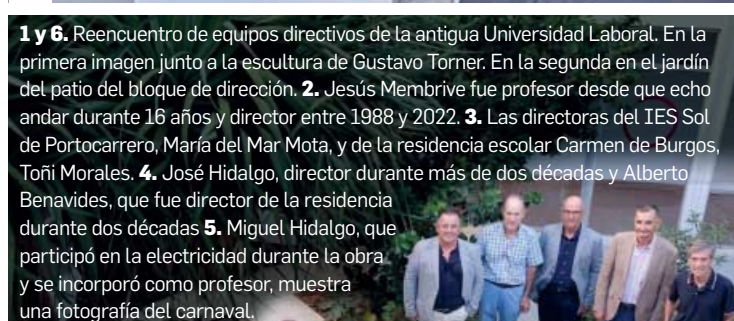 1 y 6. Reencuentro de equipos directivos de la antigua Universidad Laboral. En la
primera imagen junto a la escultura de Gustavo Torner. En la segunda en el jardín
del patio del bloque de dirección. 2. Jesús Membrive fue profesor desde que echo
andar durante 16 años y director entre 1988 y 2022. 3. Las directoras del IES Sol
de Portocarrero, María del Mar Mota, y de la residencia escolar Carmen de Burgos,
Toñi Morales. 4. José Hidalgo, director durante más de dos décadas y Alberto
Benavides, que fue director de la residencia
durante dos décadas 5. Miguel Hidalgo, que
participó en la electricidad durante la obra
y se incorporó como profesor, muestra
una fotografía del carnaval.